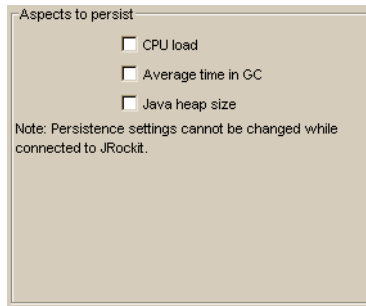 Aspects to persist
CPU load
Average time in GC
Java heap size
Note: Persistence settings cannot be changed while
connected to JRockit.